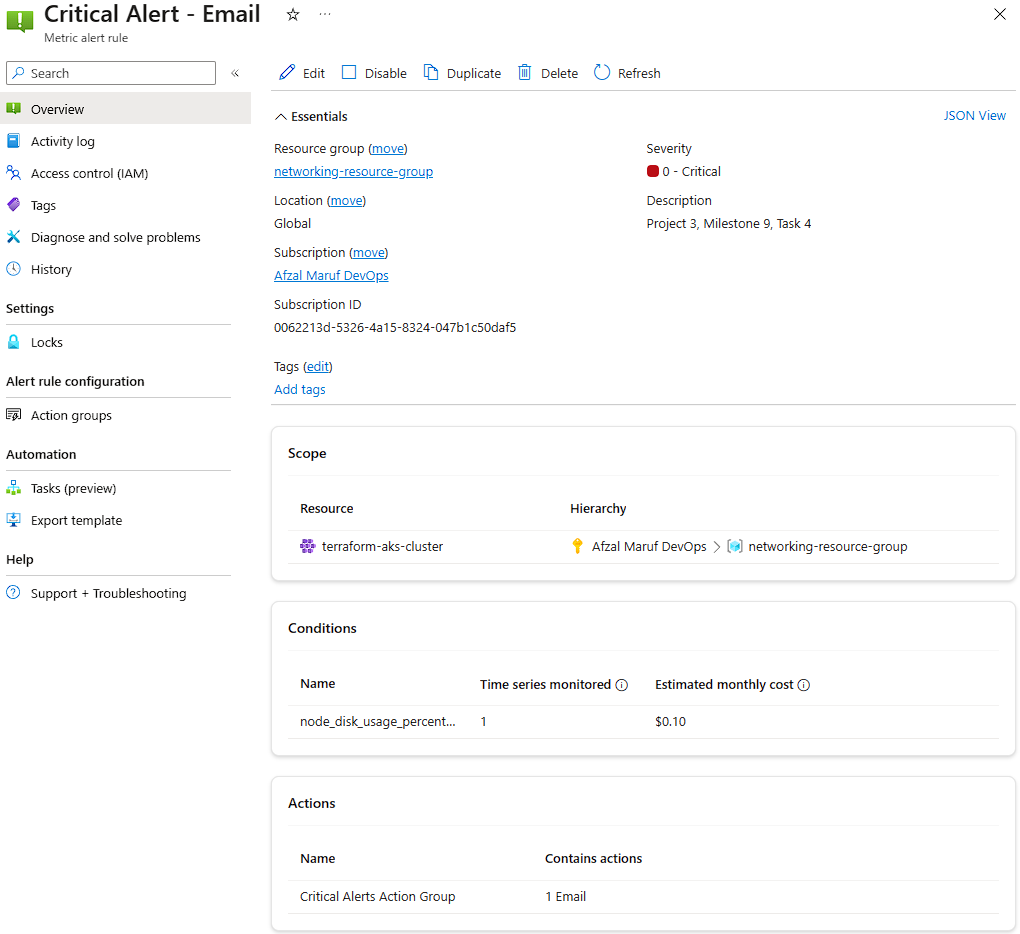 Critical Alert - Email
Metric alert rule
Search
Overview
Activity log
Access control (IAM)
Tags
Diagnose and solve problems
History
Settings
Locks
Alert rule configuration
Action groups
Automation
Tasks (preview)
Export template
Help
Support + Troubleshooting
Edit Disable Duplicate Delete Refresh
Essentials JSON View
Resource group (move)
networking-resource-group
Location (move)
Global
Subscription (move)
Afzal Maruf DevOps
Subscription ID
0062213d-5326-4a15-8324-047b1c50daf5
Severity
0 - Critical
Description
Project 3, Milestone 9, Task 4
Tags (edit)
Add tags
Scope
Resource Hierarchy
terraform-aks-cluster Afzal Maruf DevOps > networking-resource-group
Conditions
Name Time series monitored Estimated monthly cost
node_disk_usage_percent... 1 $0.10
Actions
Name Contains actions
Critical Alerts Action Group 1 Email